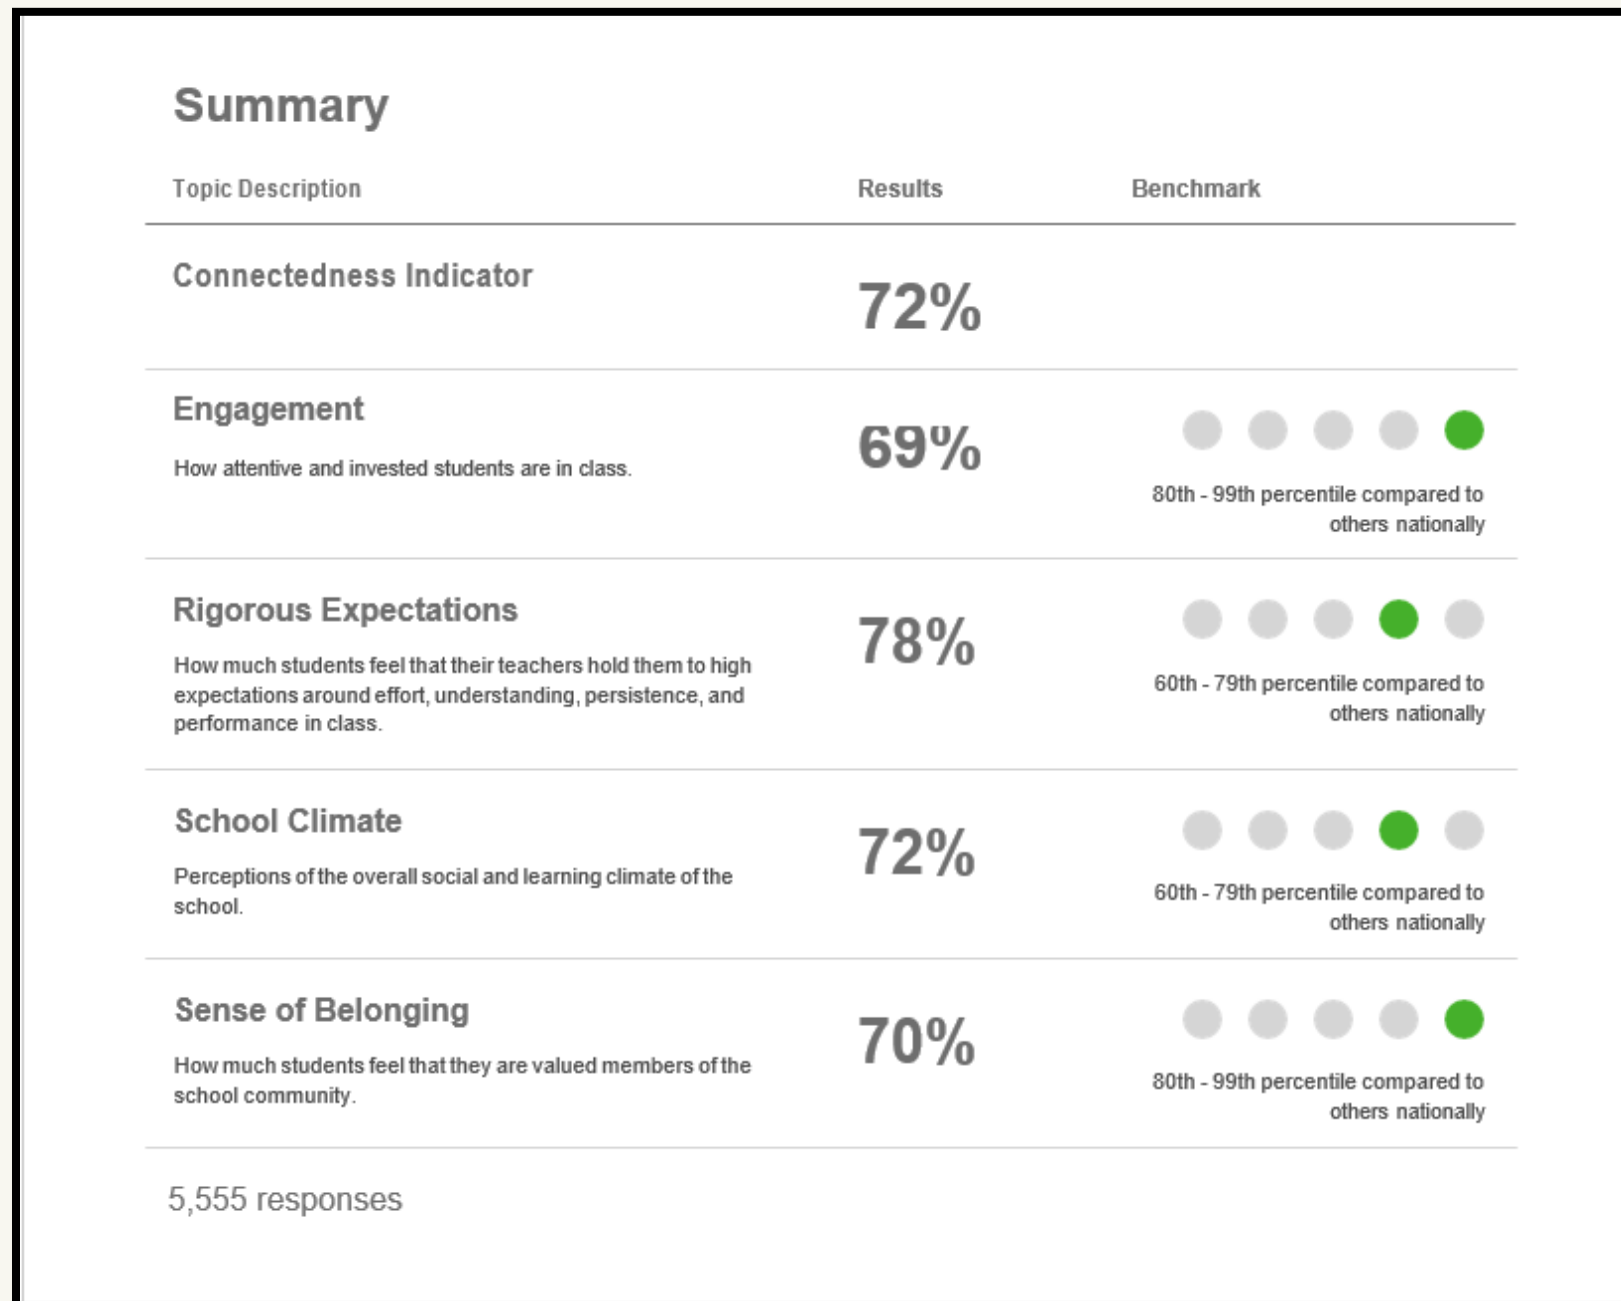 Summary
Topic Description Results Benchmark
Connectedness Indicator
72%
Engagement
69%
How attentive and invested students are in class.
80th - 99th percentile compared to
others nationally
Rigorous Expectations
78%
How much students feel that their teachers hold them to high
expectations around effort, understanding, persistence, and
performance in class.
60th - 79th percentile compared to
others nationally
School Climate
72%
Perceptions of the overall social and learning climate of the
school.
60th - 79th percentile compared to
others nationally
Sense of Belonging
70%
How much students feel that they are valued members of the
school community.
80th - 99th percentile compared to
others nationally
5,555 responses